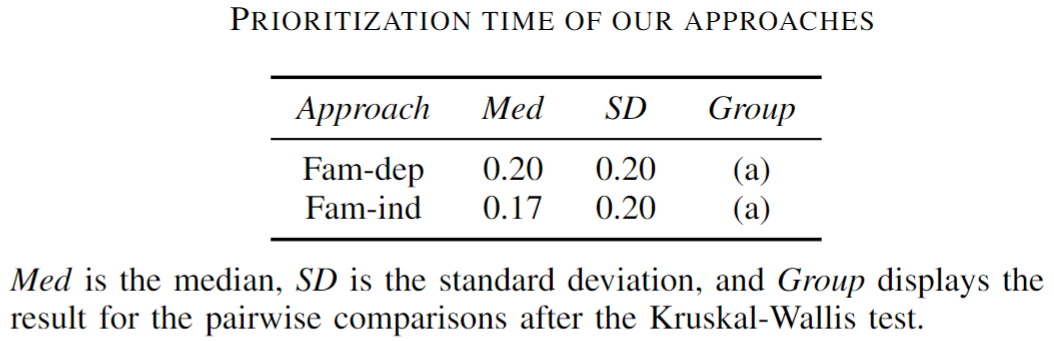 PRIORITIZATION TIME OF OUR APPROACHES
Approach Med SD Group
Fam-dep 0.20 0.20 (a)
Fam-ind 0.17 0.20 (a)
Med is the median, SD is the standard deviation, and Group displays the
result for the pairwise comparisons after the Kruskal-Wallis test.